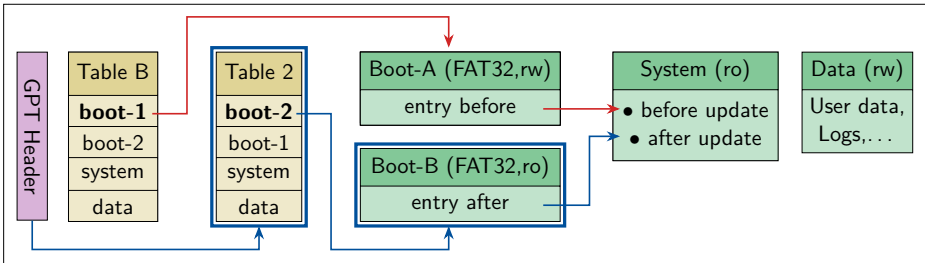 GPT Header
Table B
boot-1
boot-2
system
data
Table 2
boot-2
boot-1
system
data
Boot-A (FAT32,rw)
entry before
Boot-B (FAT32,ro)
entry after
System (ro)
• before update
• after update
Data (rw)
User data,
Logs,...